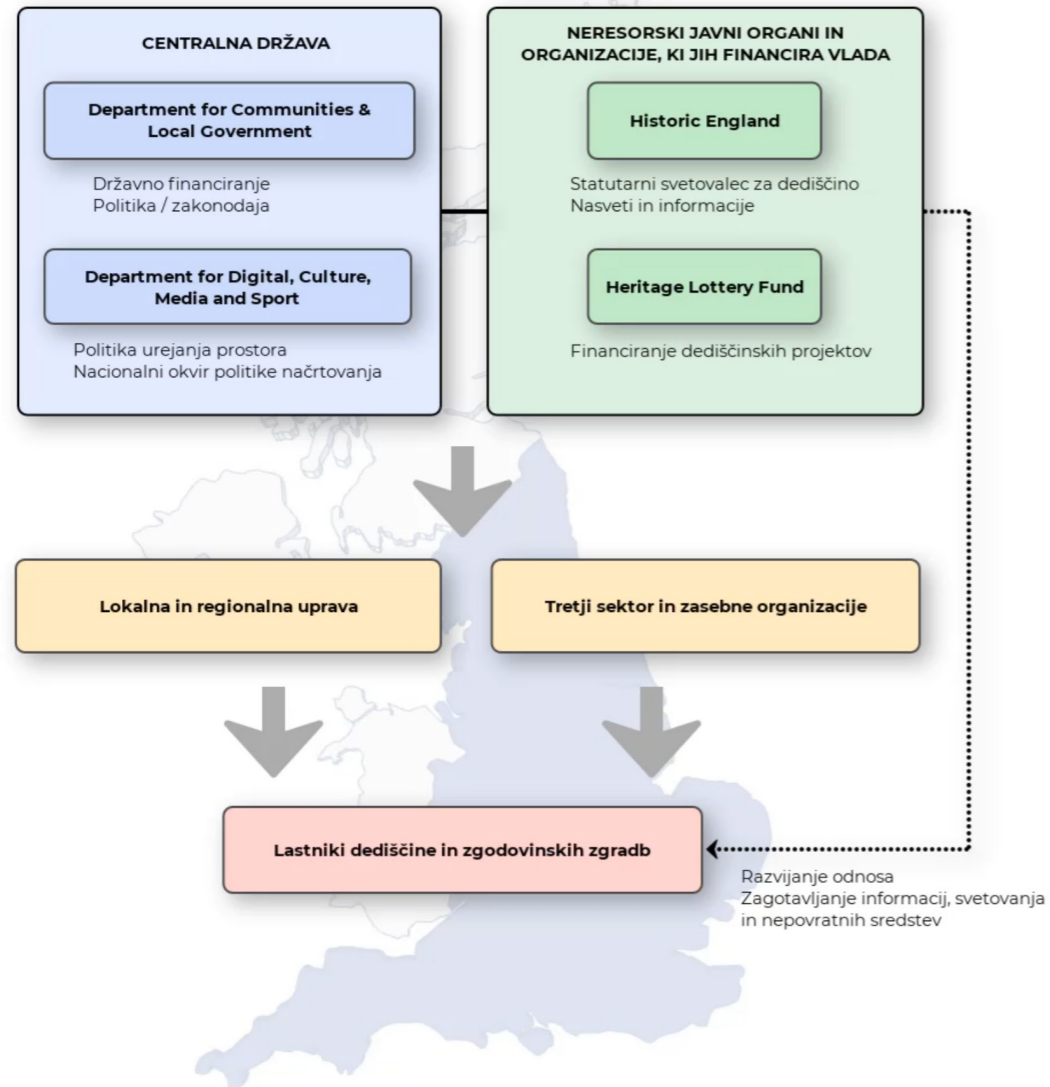 CENTRALNA DRŽAVA
Department for Communities &
Local Government
Državno financiranje
Politika / zakonodaja
Department for Digital, Culture,
Media and Sport
Politika urejanja prostora
Nacionalni okvir politike načrtovanja
NERESORSKI JAVNI ORGANI IN
ORGANIZACIJE, KI JIH FINANCIRA VLADA
Historic England
Statutarni svetovalec za dediščino
Nasveti in informacije
Heritage Lottery Fund
Financiranje dediščinskih projektov
Lokalna in regionalna uprava
Tretji sektor in zasebne organizacije
Lastniki dediščine in zgodovinskih zgradb
Razvijanje odnosa
Zagotavljanje informacij, svetovanja
in nepovratnih sredstev